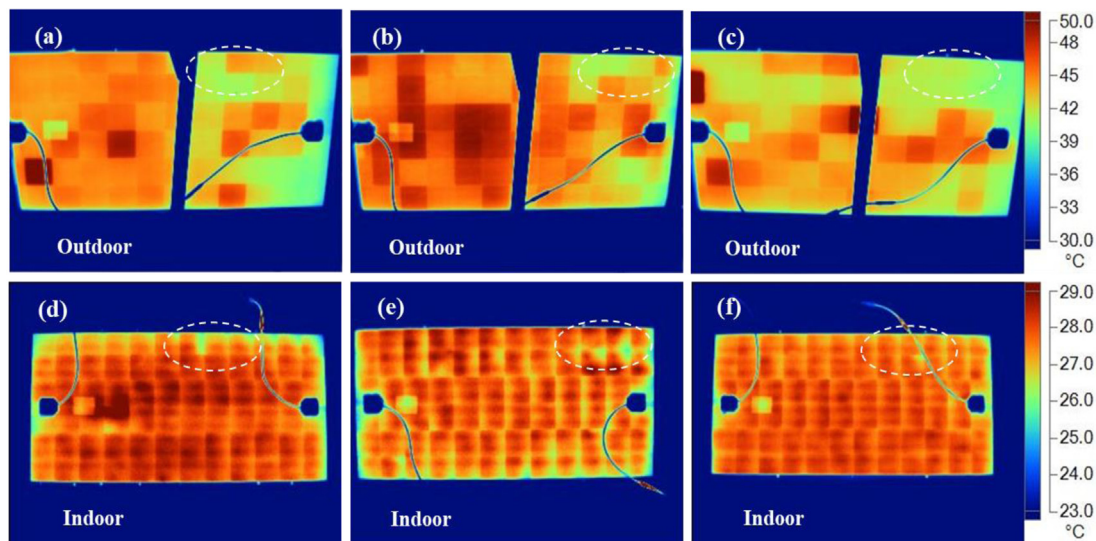 (a)
(b)
(c)
Outdoor
Outdoor
Outdoor
50.0
48
45
42
39
36
33
30.0
°C
(d)
(e)
(f)
Indoor
Indoor
Indoor
29.0
28.0
27.0
26.0
25.0
24.0
23.0
°C